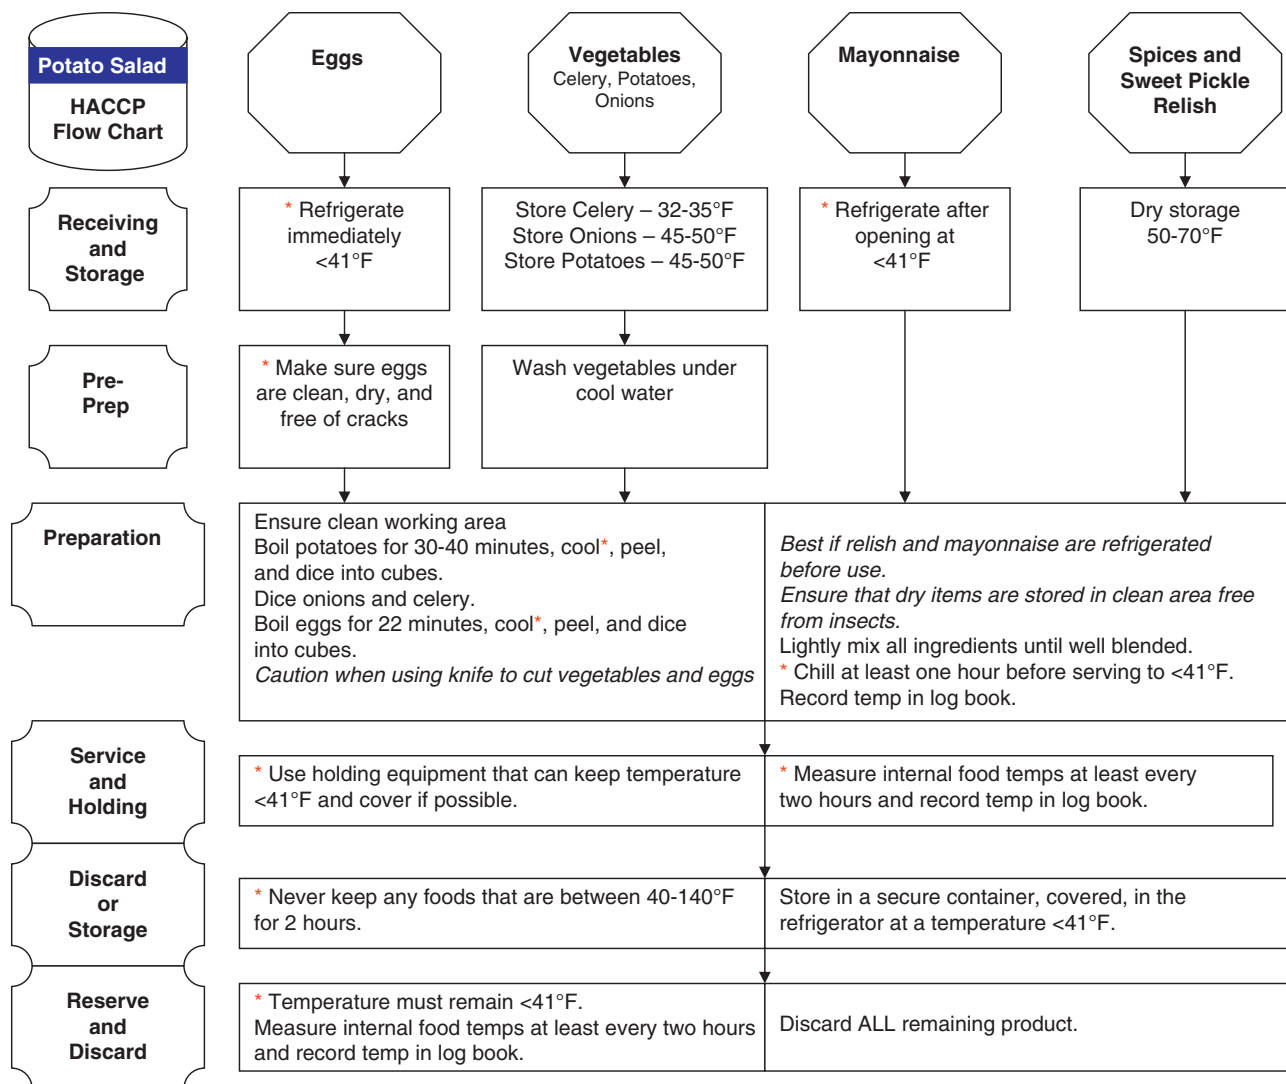 Potato Salad
HACCP
Flow Chart
Eggs
Vegetables
Celery, Potatoes,
Onions
Mayonnaise
Spices and
Sweet Pickle
Relish
Receiving
and
Storage
* Refrigerate
immediately
<41°F
Store Celery – 32-35°F
Store Onions – 45-50°F
Store Potatoes – 45-50°F
* Refrigerate after
opening at
<41°F
Dry storage
50-70°F
Pre-
Prep
* Make sure eggs
are clean, dry, and
free of cracks
Wash vegetables under
cool water
Preparation
Ensure clean working area
Boil potatoes for 30-40 minutes, cool*, peel,
and dice into cubes.
Dice onions and celery.
Boil eggs for 22 minutes, cool*, peel, and dice
into cubes.
Caution when using knife to cut vegetables and eggs
Best if relish and mayonnaise are refrigerated
before use.
Ensure that dry items are stored in clean area free
from insects.
Lightly mix all ingredients until well blended.
* Chill at least one hour before serving to <41°F.
Record temp in log book.
Service
and
Holding
* Use holding equipment that can keep temperature
<41°F and cover if possible.
* Measure internal food temps at least every
two hours and record temp in log book.
Discard
or
Storage
* Never keep any foods that are between 40-140°F
for 2 hours.
Store in a secure container, covered, in the
refrigerator at a temperature <41°F.
Reserve
and
Discard
* Temperature must remain <41°F.
Measure internal food temps at least every two hours
and record temp in log book.
Discard ALL remaining product.